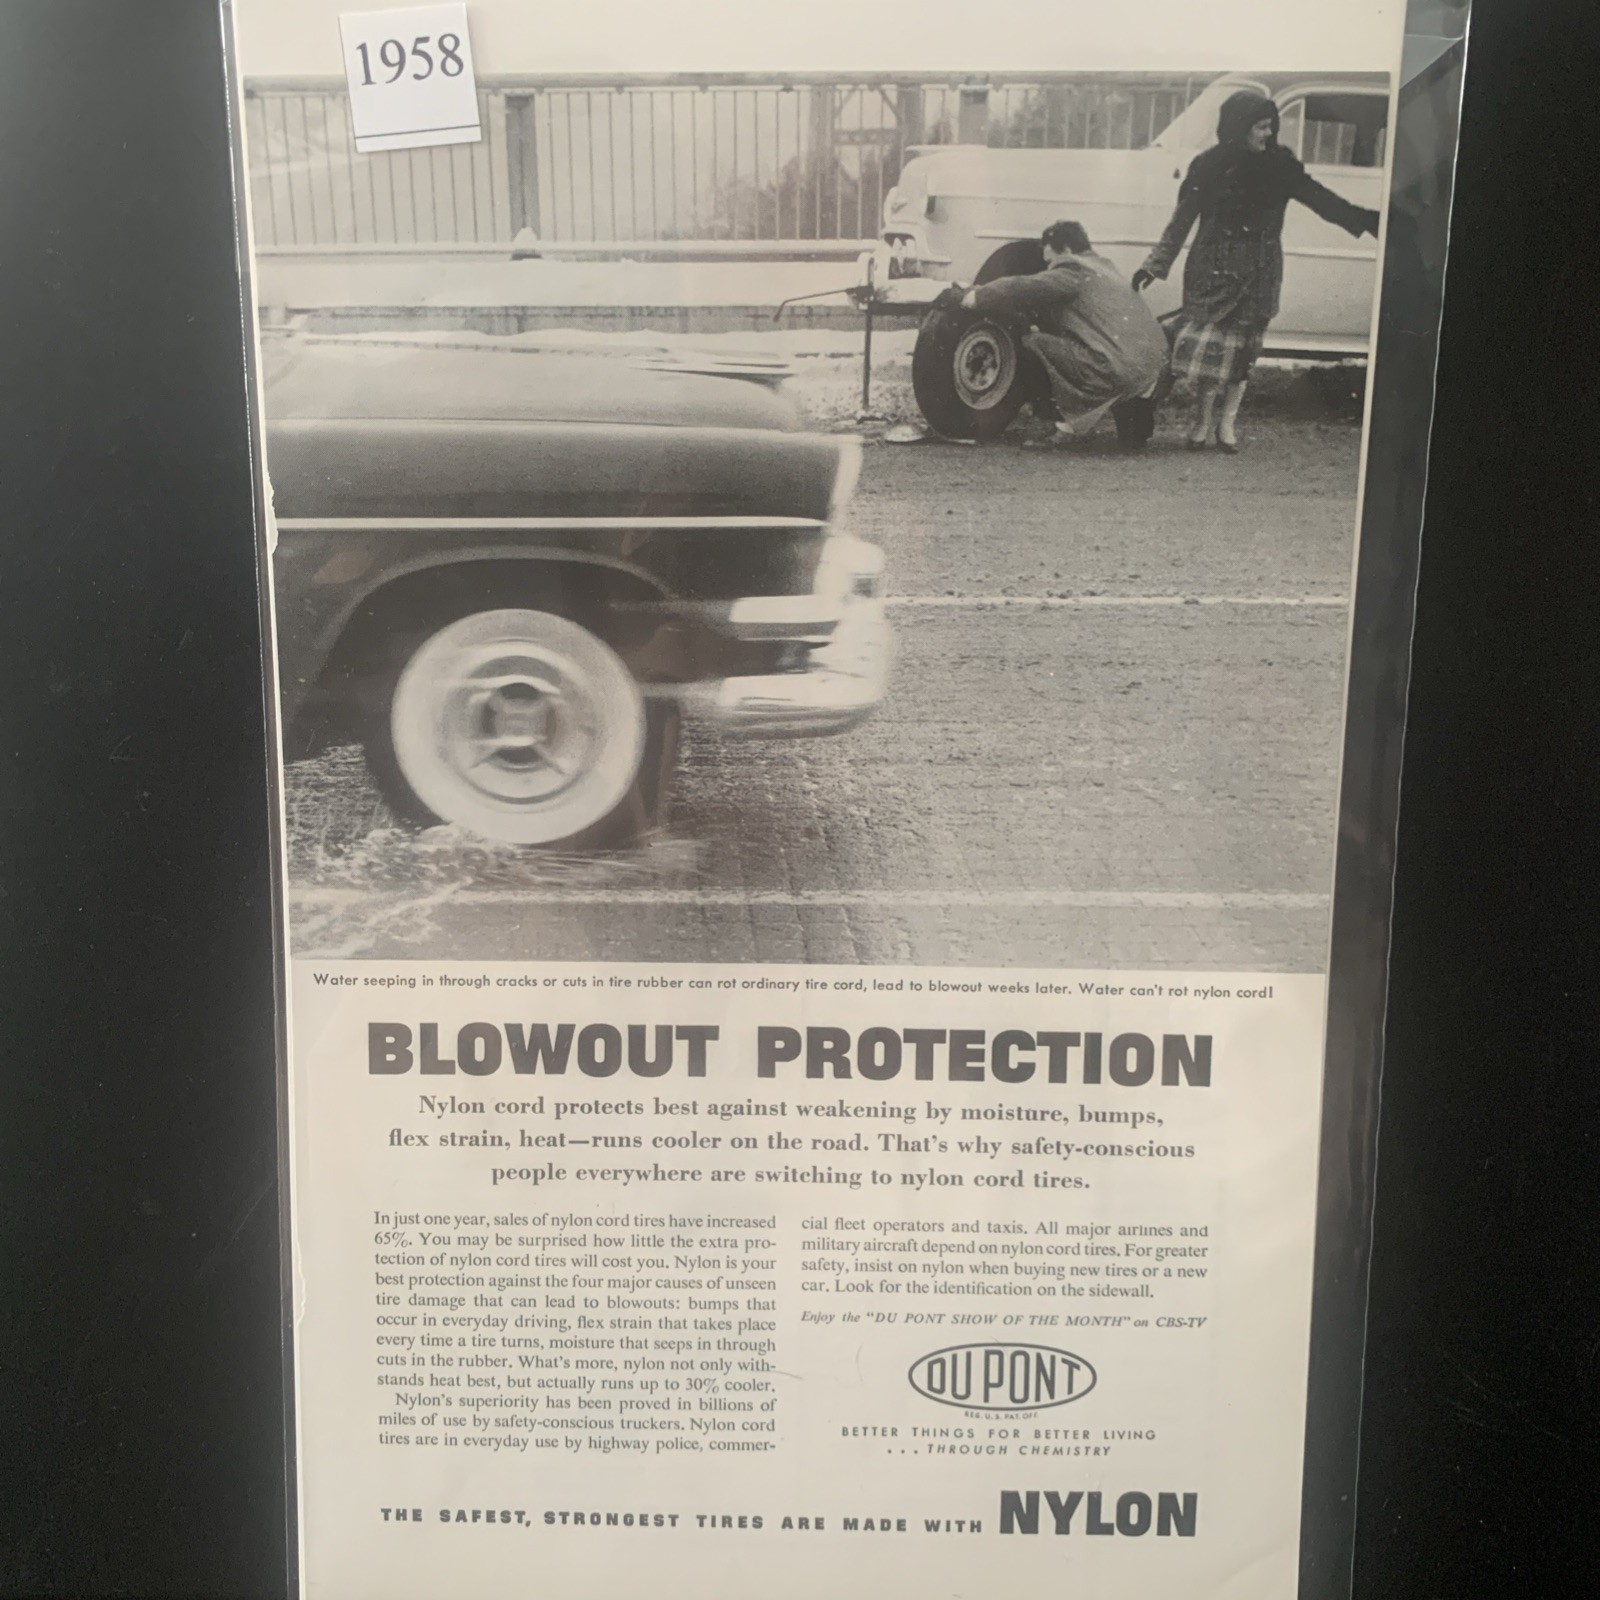 1958
Water seeping in through cracks or cuts in tire rubber can rot ordinary tire cord, lead to blowout weeks later. Water can't rot nylon cord!
BLOWOUT PROTECTION
Nylon cord protects best against weakening by moisture, bumps,
flex strain, heat—runs cooler on the road. That's why safety-conscious
people everywhere are switching to nylon cord tires.
In just one year, sales of nylon cord tires have increased
65%. You may be surprised how little the extra pro-
tection of nylon cord tires will cost you. Nylon is your
best protection against the four major causes of unseen
tire damage that can lead to blowouts: bumps that
occur in everyday driving, flex strain that takes place
every time a tire turns, moisture that seeps in through
cuts in the rubber. What's more, nylon not only with-
stands heat best, but actually runs up to 30% cooler.
Nylon's superiority has been proved in billions of
miles of use by safety-conscious truckers. Nylon cord
tires are in everyday use by highway police, commer-
cial fleet operators and taxis. All major airlines and
military aircraft depend on nylon cord tires. For greater
safety, insist on nylon when buying new tires or a new
car. Look for the identification on the sidewall.
Enjoy the "DU PONT SHOW OF THE MONTH" on CBS-TV
DU PONT
REG. U. S. PAT. OFF.
BETTER THINGS FOR BETTER LIVING
. . . THROUGH CHEMISTRY
THE SAFEST, STRONGEST TIRES ARE MADE WITH NYLON